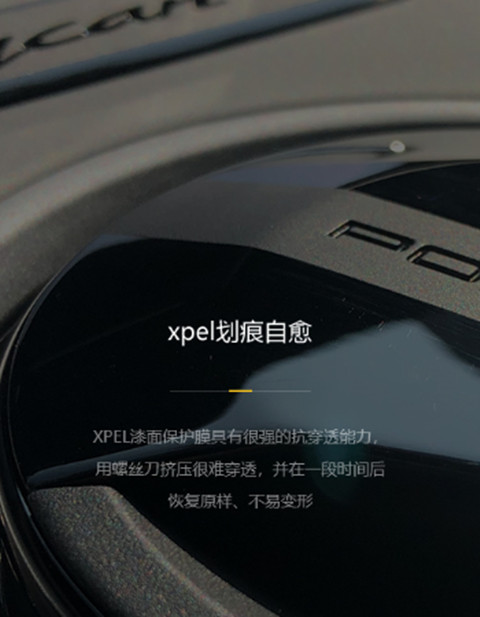 xpel划痕自愈
XPEL漆面保护膜具有很强的抗穿透能力，
用螺丝刀挤压很难穿透，并在一段时间后
恢复原样、不易变形